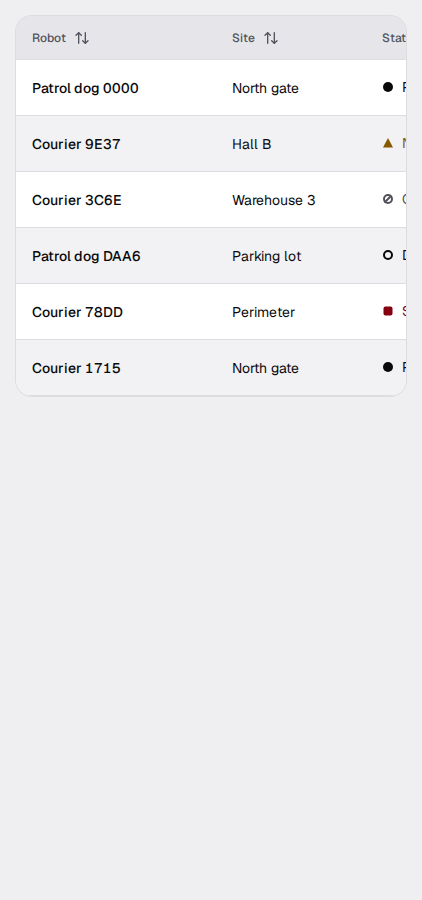 Robot Site Stat
Patrol dog 0000 North gate
Courier 9E37 Hall B
Courier 3C6E Warehouse 3
Patrol dog DAA6 Parking lot
Courier 78DD Perimeter
Courier 1715 North gate